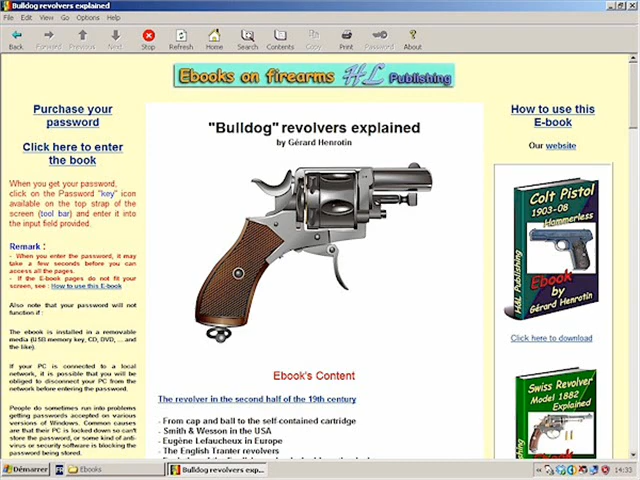 Bulldog revolvers explained
File Edit View Go Options Help
Back Forward Previous Next Stop Refresh Home Search Contents Copy Print Password About
Ebooks on firearms HL Publishing
Purchase your
password
Click here to enter
the book
When you get your password,
click on the Password "key" icon
available on the top strap of the
screen (tool bar) and enter it into
the input field provided.
Remark :
- When you enter the password, it may
take a few seconds before you can
access all the pages.
- If the E-book pages do not fit your
screen, see : How to use this E-book
Also note that your password will not
function if :
The ebook is installed in a removable
media (USB memory key, CD, DVD, ... and
the like).
If your PC is connected to a local
network, it is possible that you will be
obliged to disconnect your PC from the
network before entering the password.
People do sometimes run into problems
getting passwords accepted on various
versions of Windows. Common causes
are that their PC is locked down so can't
store the password, or some kind of anti-
virus or security software is blocking the
password being stored.
"Bulldog" revolvers explained
by Gérard Henrotin
Ebook's Content
The revolver in the second half of the 19th century
- From cap and ball to the self-contained cartridge
- Smith & Wesson in the USA
- Eugène Lefaucheux in Europe
- The English Tranter revolvers
How to use this
E-book
Our website
Colt Pistol
1903-08
Hammerless
Ebook
by
Gérard Henrotin
H&L Publishing
Click here to download
Swiss Revolver
Model 1882
Explained
Démarrer FR Ebooks Bulldog revolvers exp... 14:33